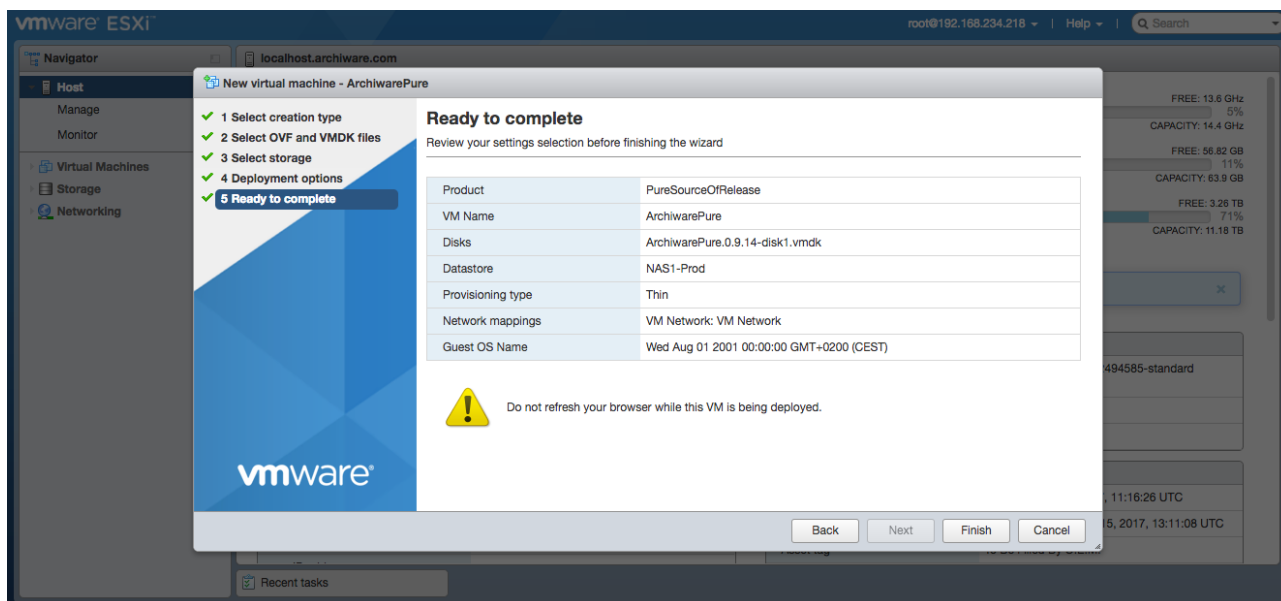 vmware ESXi™
root@192.168.234.218 | Help | Search
Navigator
localhost.archiware.com
Host
Manage
Monitor
Virtual Machines
Storage
Networking
New virtual machine - ArchiwarePure
1 Select creation type
2 Select OVF and VMDK files
3 Select storage
4 Deployment options
5 Ready to complete
vmware®
Ready to complete
Review your settings selection before finishing the wizard
Product PureSourceOfRelease
VM Name ArchiwarePure
Disks ArchiwarePure.0.9.14-disk1.vmdk
Datastore NAS1-Prod
Provisioning type Thin
Network mappings VM Network: VM Network
Guest OS Name Wed Aug 01 2001 00:00:00 GMT+0200 (CEST)
Do not refresh your browser while this VM is being deployed.
Back Next Finish Cancel
FREE: 13.6 GHz
5%
CAPACITY: 14.4 GHz
FREE: 56.82 GB
11%
CAPACITY: 63.9 GB
FREE: 3.26 TB
71%
CAPACITY: 11.18 TB
494585-standard
, 11:16:26 UTC
15, 2017, 13:11:08 UTC
Recent tasks